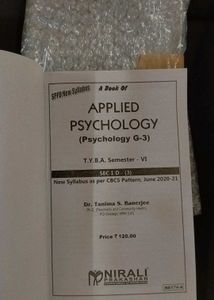 SPPU New Syllabus
A Book Of
APPLIED
PSYCHOLOGY
(Psychology G-3)
T.Y.B.A. Semester - VI
SEC 1 D - (3)
New Syllabus as per CBCS Pattern, June 2020-21
Dr. Tanima S. Banerjee
Price ₹ 120.00
NIRALI
PRAKASHAN